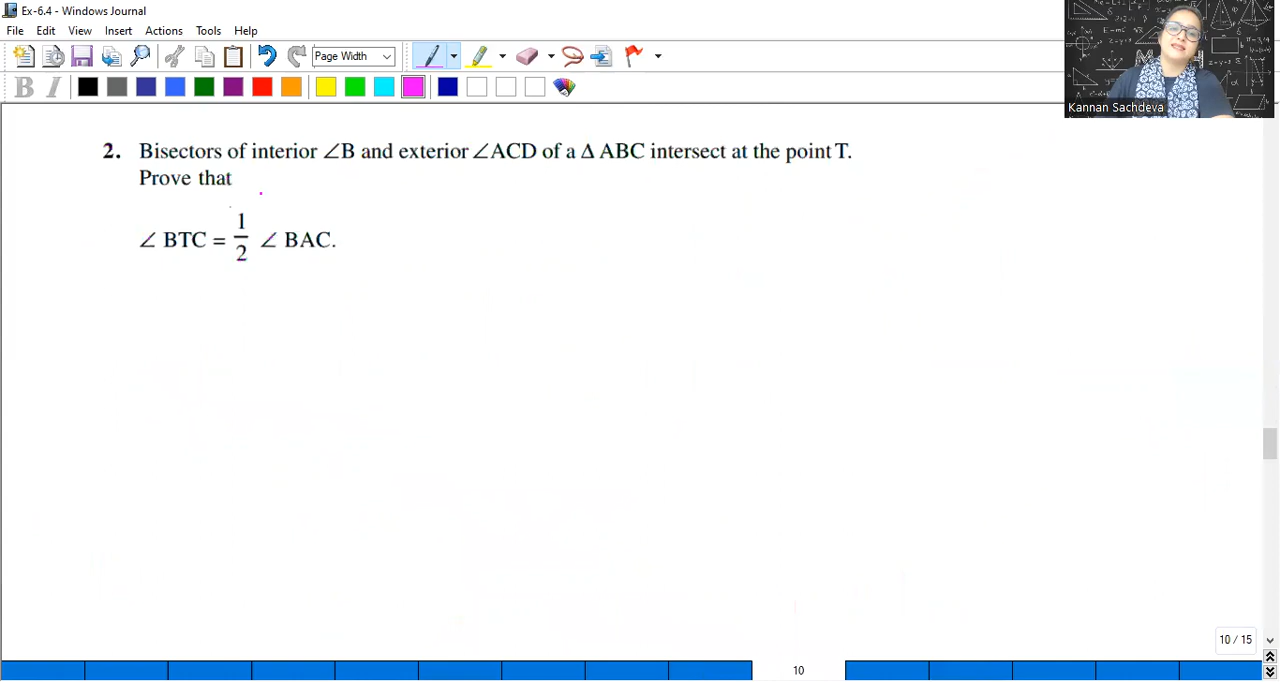 Ex-6.4 - Windows Journal
File Edit View Insert Actions Tools Help
Page Width
B I
Kannan Sachdeva
2. Bisectors of interior ∠B and exterior ∠ACD of a Δ ABC intersect at the point T.
Prove that
∠ BTC = 1/2 ∠ BAC.
10 / 15
10